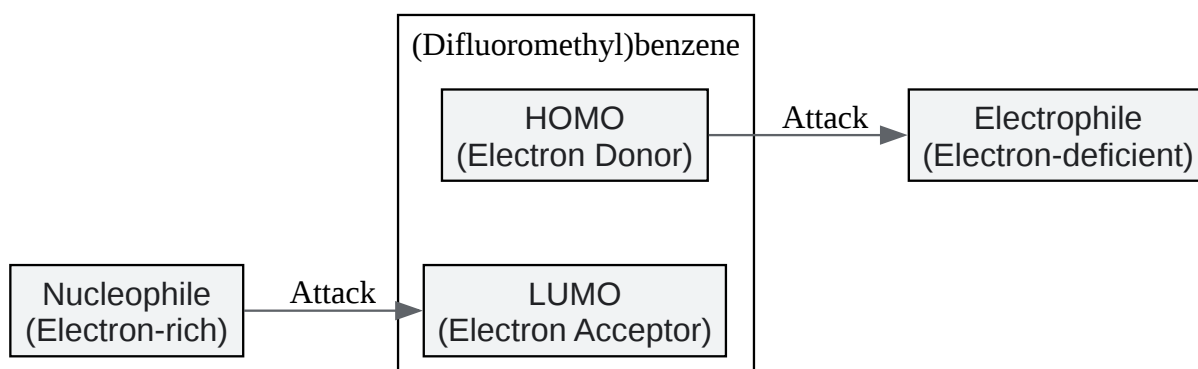 (Difluoromethyl)benzene
HOMO
(Electron Donor)
Attack
Electrophile
(Electron-deficient)
Nucleophile
(Electron-rich)
Attack
LUMO
(Electron Acceptor)